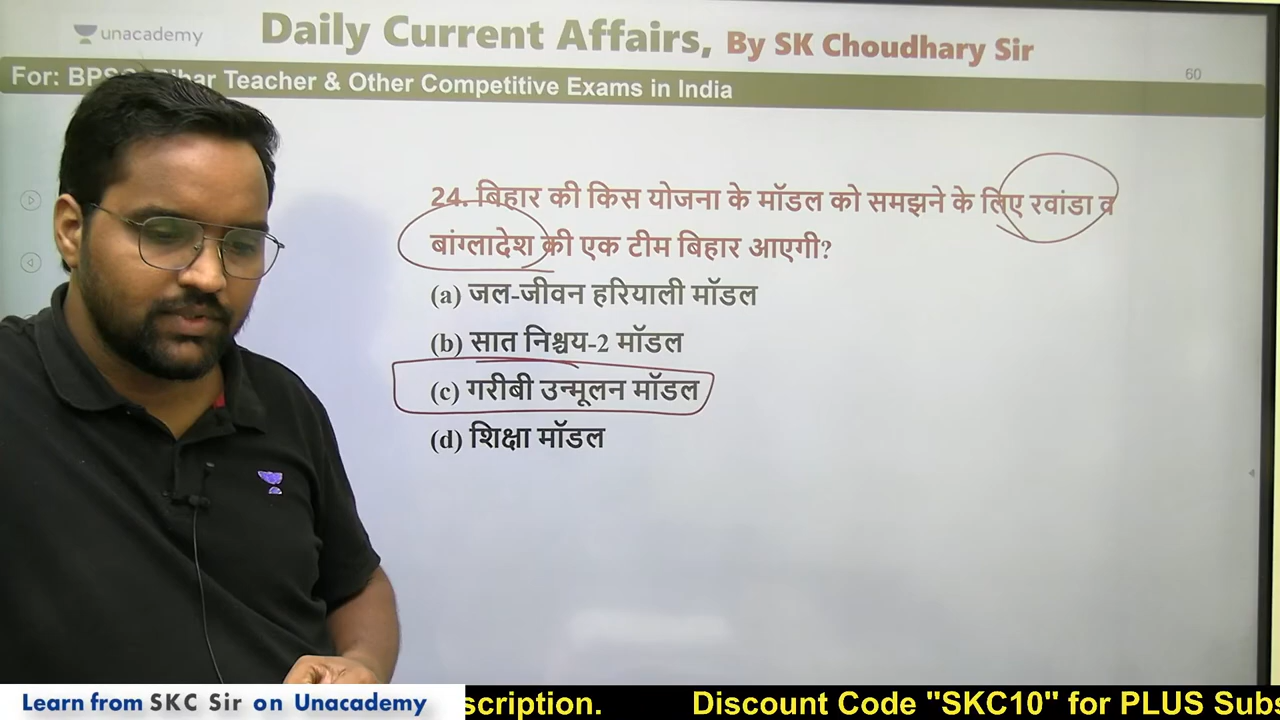 unacademy
Daily Current Affairs, By SK Choudhary Sir
For: BPSC, Bihar Teacher & Other Competitive Exams in India
60
24. बिहार की किस योजना के मॉडल को समझने के लिए रवांडा व
बांग्लादेश की एक टीम बिहार आएगी?
(a) जल-जीवन हरियाली मॉडल
(b) सात निश्चय-2 मॉडल
(c) गरीबी उन्मूलन मॉडल
(d) शिक्षा मॉडल
Learn from SKC Sir on Unacademy
scription. Discount Code "SKC10" for PLUS Subs